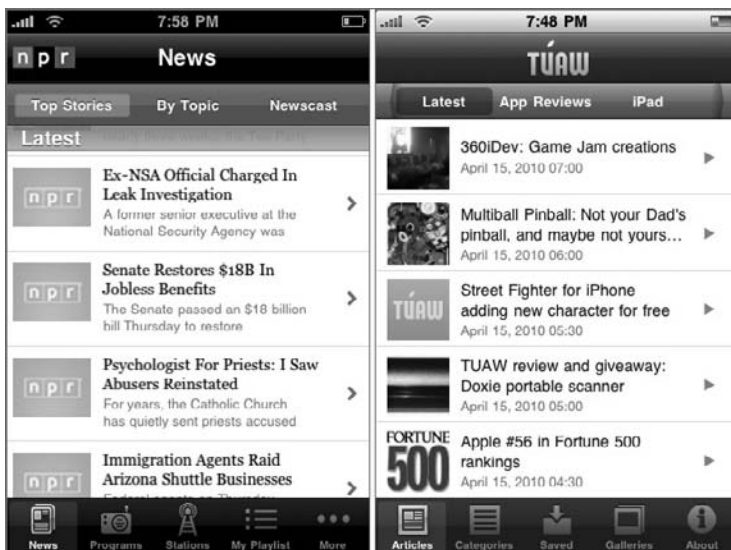 7:58 PM
npr
News
Top Stories By Topic Newscast
Latest
npr
Ex-NSA Official Charged In
Leak Investigation
A former senior executive at the
National Security Agency was
npr
Senate Restores $18B In
Jobless Benefits
The Senate passed an $18 billion
bill Thursday to restore
npr
Psychologist For Priests: I Saw
Abusers Reinstated
For years, the Catholic Church
has quietly sent priests accused
npr
Immigration Agents Raid
Arizona Shuttle Businesses
Federal agents on Thursday
News Programs Stations My Playlist More
7:48 PM
TUAW
Latest App Reviews iPad
360iDev: Game Jam creations
April 15, 2010 07:00
Multiball Pinball: Not your Dad's
pinball, and maybe not yours...
April 15, 2010 06:00
TUAW
Street Fighter for iPhone
adding new character for free
April 15, 2010 05:30
TUAW review and giveaway:
Doxie portable scanner
April 15, 2010 05:00
FORTUNE
500
Apple #56 in Fortune 500
rankings
April 15, 2010 04:30
Articles Categories Saved Galleries About